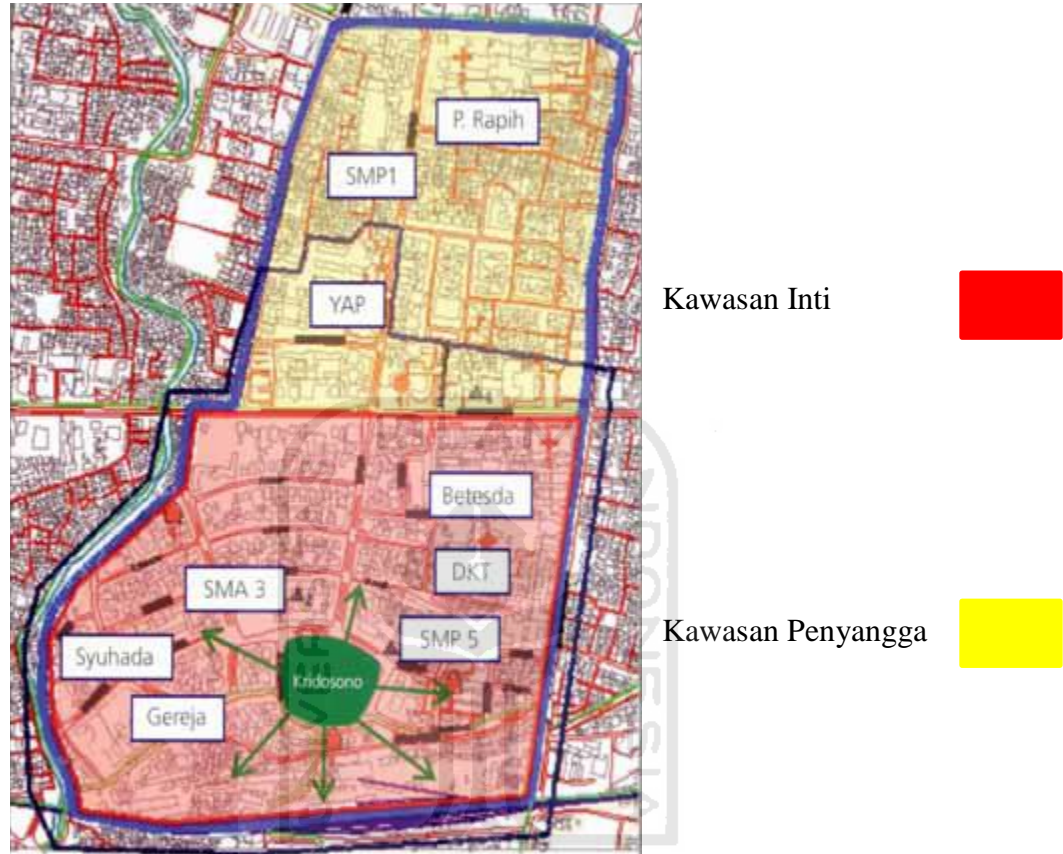 P. Rapih
SMP1
YAP
Kawasan Inti
Betesda
DKT
SMA 3
SMP 5
Kawasan Penyangga
Syuhada
Kridosono
Gereja